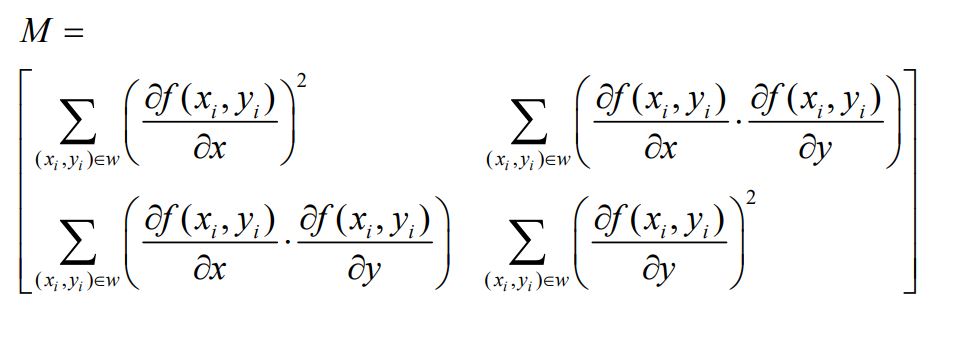 M =
[ ∑_{(x_i,y_i)∈w} (∂f(x_i, y_i)/∂x)^2   ∑_{(x_i,y_i)∈w} (∂f(x_i, y_i)/∂x · ∂f(x_i, y_i)/∂y)
∑_{(x_i,y_i)∈w} (∂f(x_i, y_i)/∂x · ∂f(x_i, y_i)/∂y)   ∑_{(x_i,y_i)∈w} (∂f(x_i, y_i)/∂y)^2 ]